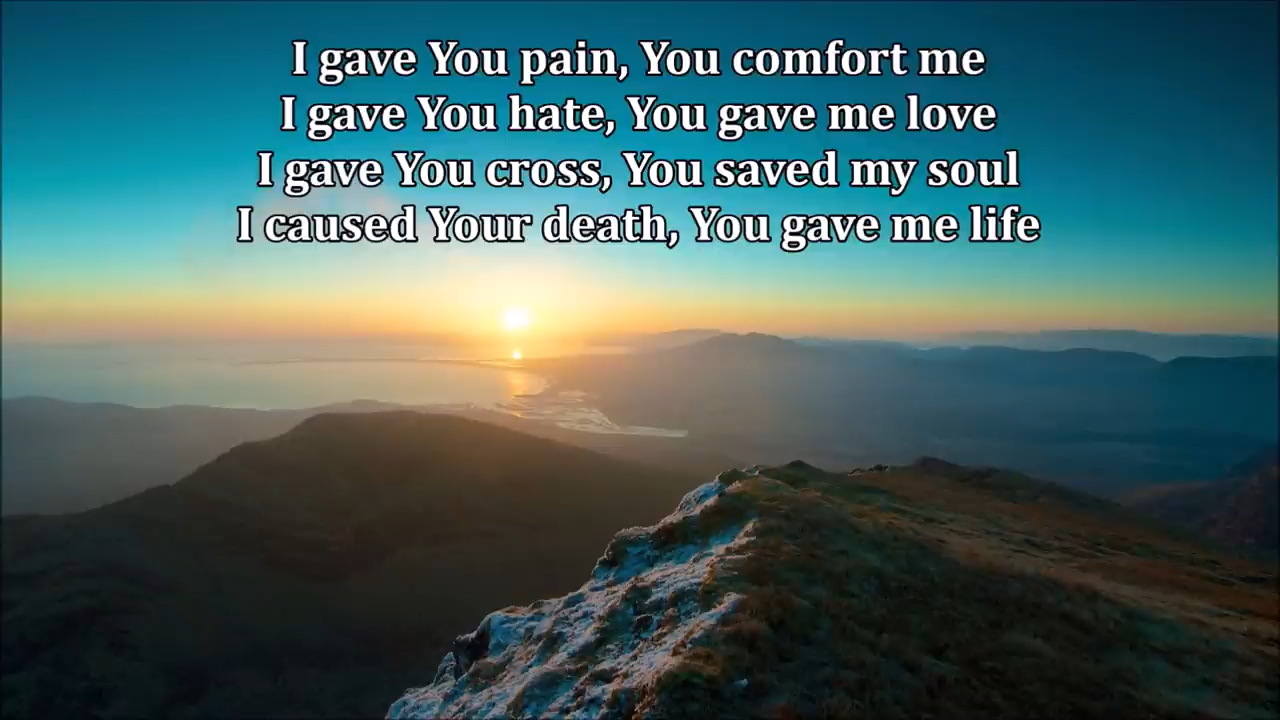 I gave You pain, You comfort me
I gave You hate, You gave me love
I gave You cross, You saved my soul
I caused Your death, You gave me life